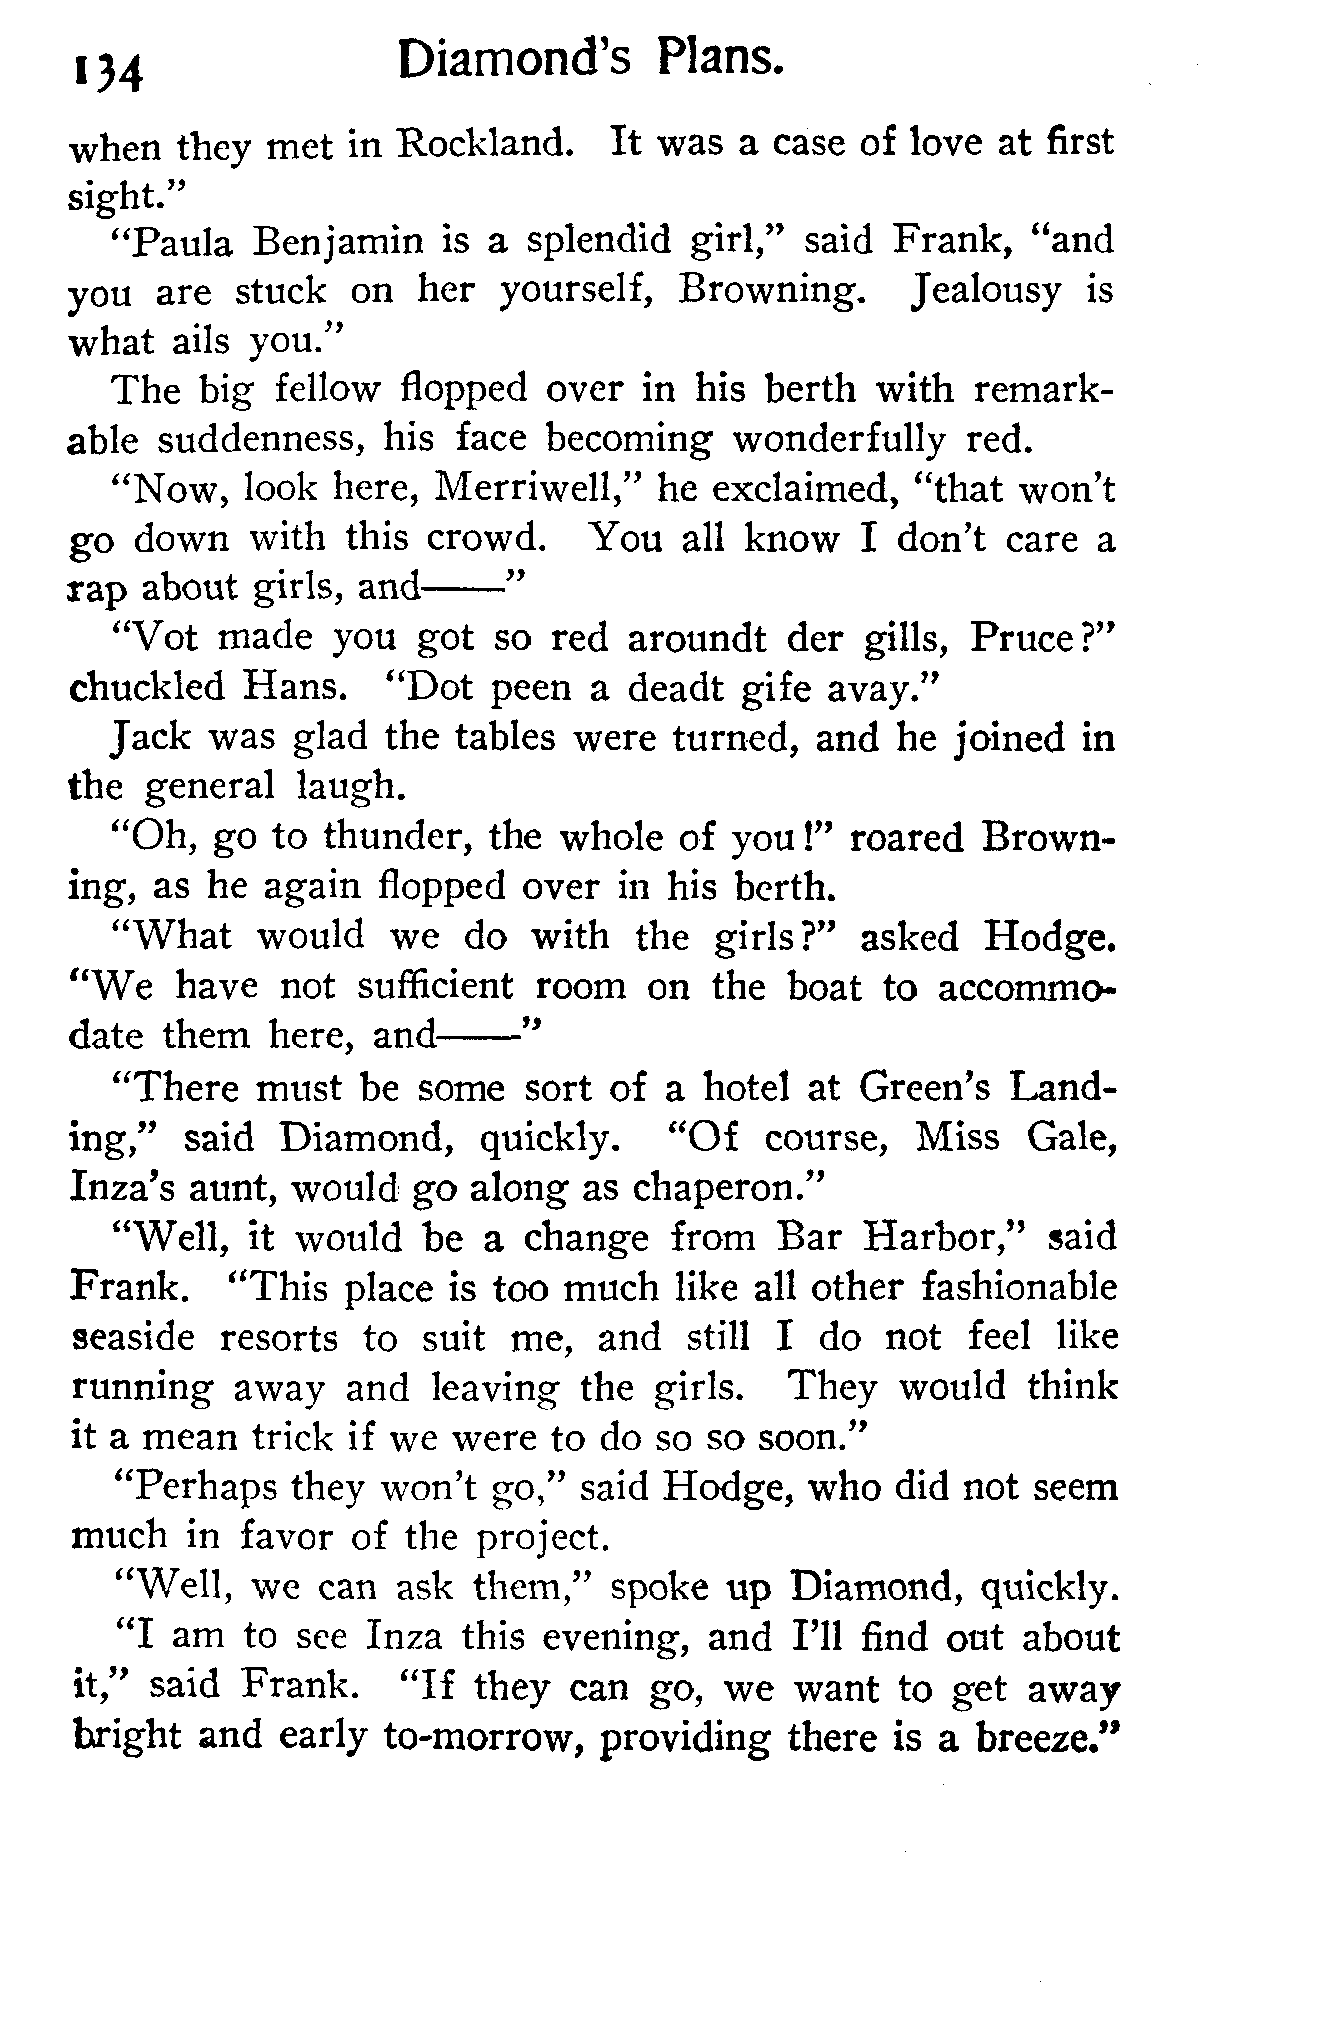 134 Diamond's Plans.
when they met in Rockland. It was a case of love at first
sight."
"Paula Benjamin is a splendid girl," said Frank, "and
you are stuck on her yourself, Browning. Jealousy is
what ails you."
The big fellow flopped over in his berth with remark-
able suddenness, his face becoming wonderfully red.
"Now, look here, Merriwell," he exclaimed, "that won't
go down with this crowd. You all know I don't care a
rap about girls, and——"
"Vot made you got so red aroundt der gills, Pruce?"
chuckled Hans. "Dot peen a deadt gife avay."
Jack was glad the tables were turned, and he joined in
the general laugh.
"Oh, go to thunder, the whole of you!" roared Brown-
ing, as he again flopped over in his berth.
"What would we do with the girls?" asked Hodge.
"We have not sufficient room on the boat to accommo-
date them here, and——"
"There must be some sort of a hotel at Green's Land-
ing," said Diamond, quickly. "Of course, Miss Gale,
Inza's aunt, would go along as chaperon."
"Well, it would be a change from Bar Harbor," said
Frank. "This place is too much like all other fashionable
seaside resorts to suit me, and still I do not feel like
running away and leaving the girls. They would think
it a mean trick if we were to do so so soon."
"Perhaps they won't go," said Hodge, who did not seem
much in favor of the project.
"Well, we can ask them," spoke up Diamond, quickly.
"I am to see Inza this evening, and I'll find out about
it," said Frank. "If they can go, we want to get away
bright and early to-morrow, providing there is a breeze."